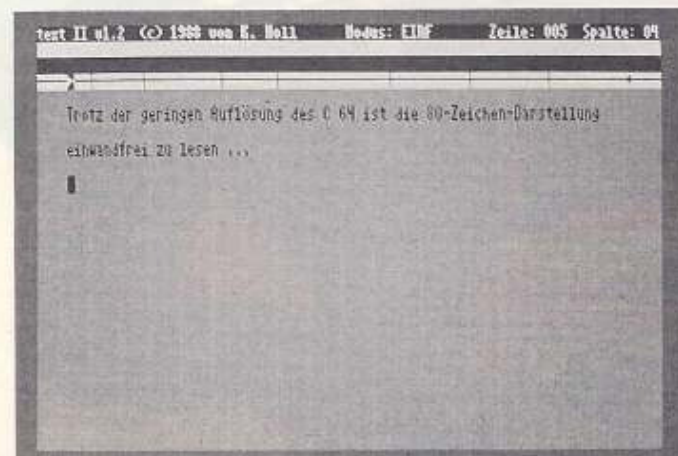 text II v1.2 (c) 1988 von K. Holl Modus: EINF Zeile: 005 Spalte: 04
Trotz der geringen Auflösung des C 64 ist die 80-Zeichen-Darstellung
einwandfrei zu lesen ...